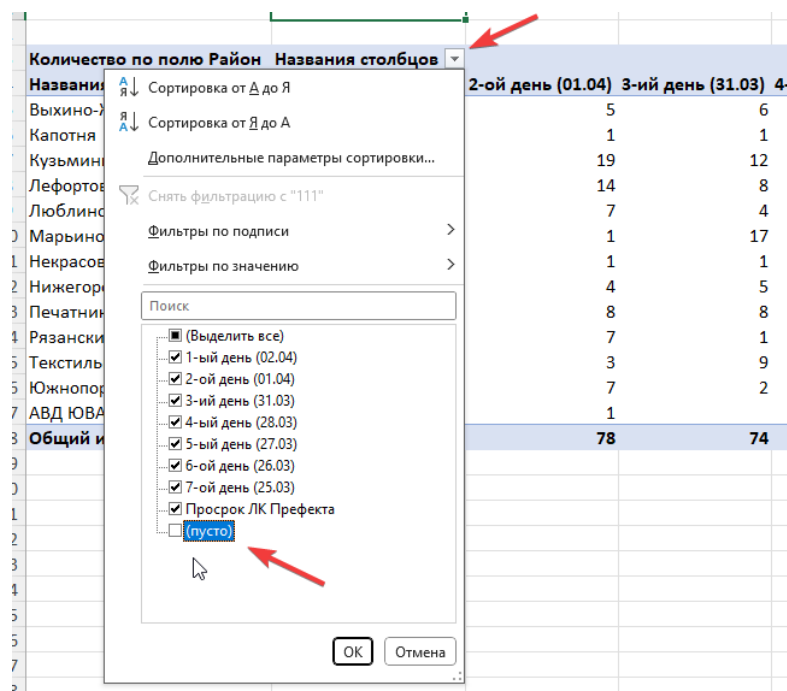 Количество по полю Район Названия столбцов
Названия 2-ой день (01.04) 3-ий день (31.03) 4-
Сортировка от А до Я
Сортировка от Я до А
Дополнительные параметры сортировки...
Снять фильтрацию с "111"
Фильтры по подписи
Фильтры по значению
Поиск
(Выделить все)
1-ый день (02.04)
2-ой день (01.04)
3-ий день (31.03)
4-ый день (28.03)
5-ый день (27.03)
6-ой день (26.03)
7-ой день (25.03)
Просрок ЛК Префекта
(пусто)
ОК Отмена
Выхино-Ж 5 6
Капотня 1 1
Кузьминк 19 12
Лефортов 14 8
Люблино 7 4
Марьино 1 17
Некрасов 1 1
Нижегоро 4 5
Печатник 8 8
Рязански 7 1
Текстиль 3 9
Южнопор 7 2
АВД ЮВА 1
Общий и 78 74